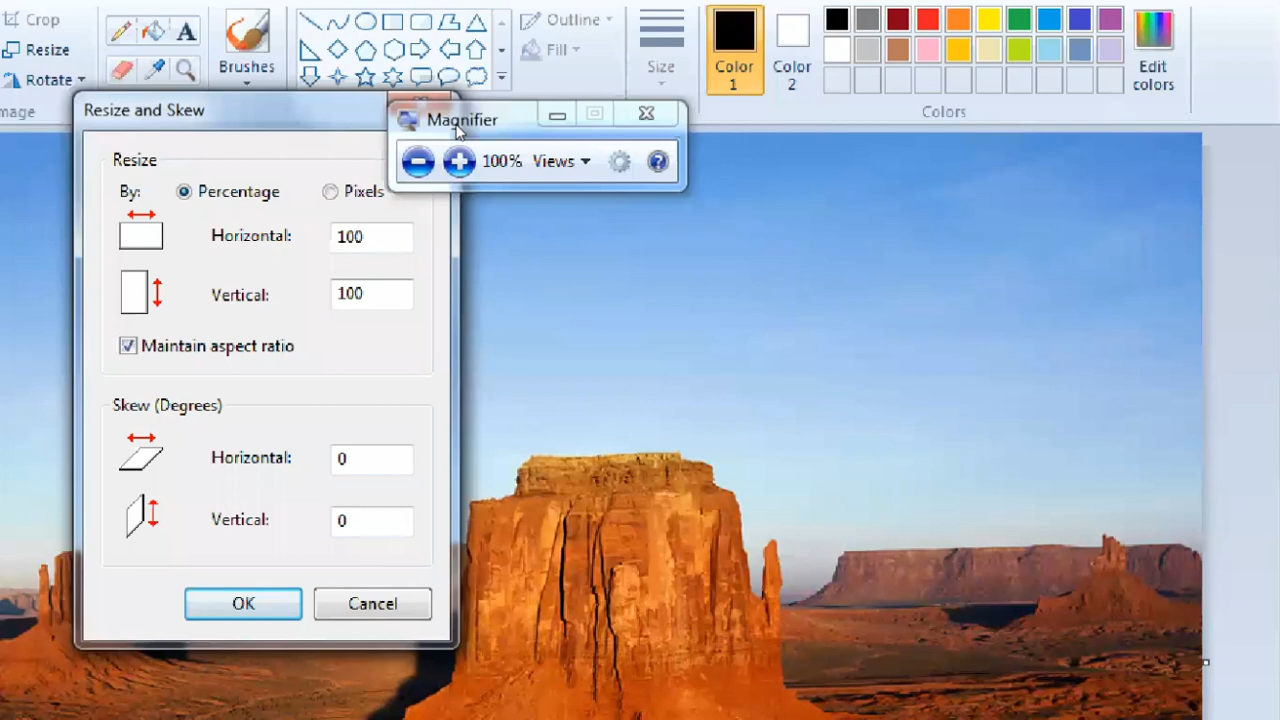 Crop
Resize
Rotate
mage
A
Brushes
Outline
Fill
Size
Color
1
Color
2
Edit
colors
Colors
Resize and Skew
Magnifier
100% Views
?
Resize
By: Percentage Pixels
Horizontal: 100
Vertical: 100
Maintain aspect ratio
Skew (Degrees)
Horizontal: 0
Vertical: 0
OK Cancel